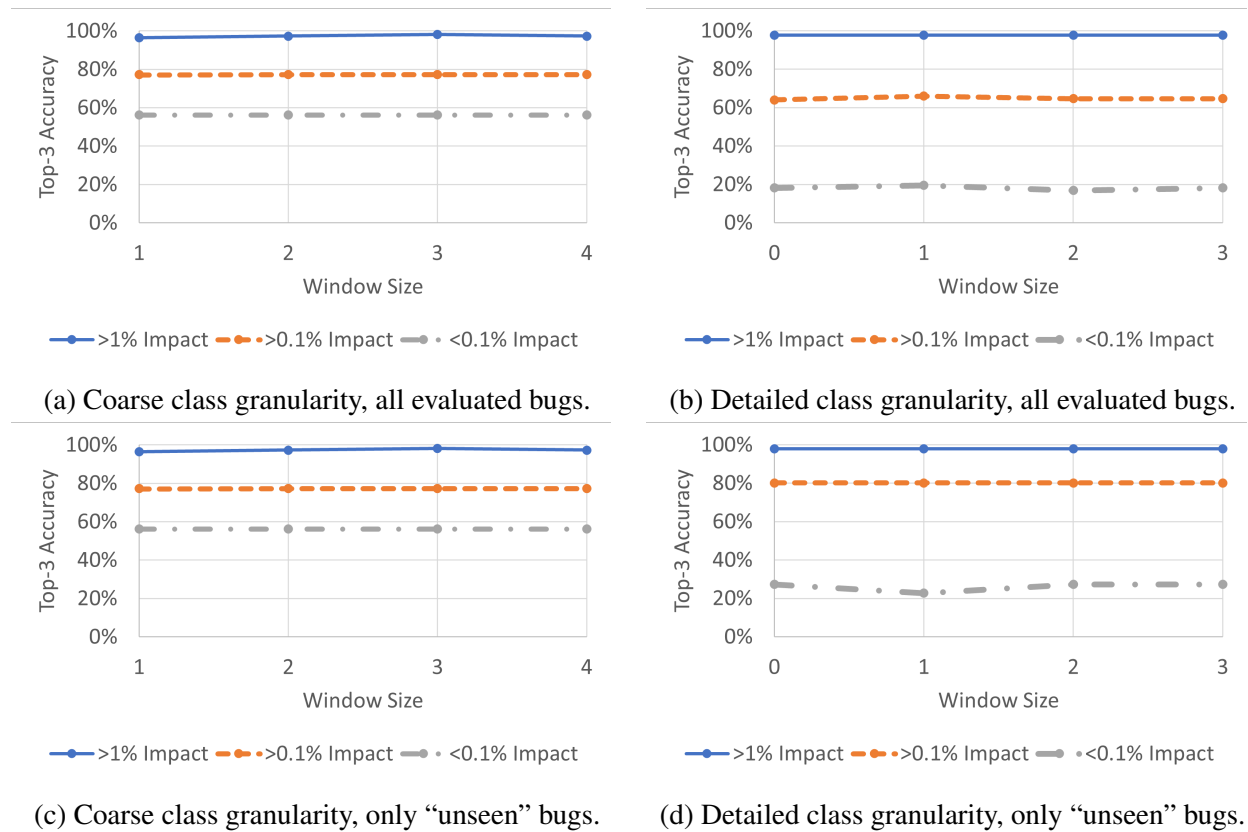 Top-3 Accuracy
100%
80%
60%
40%
20%
0%
1 2 3 4
Window Size
>1% Impact >0.1% Impact <0.1% Impact
(a) Coarse class granularity, all evaluated bugs.
Top-3 Accuracy
100%
80%
60%
40%
20%
0%
0 1 2 3
Window Size
>1% Impact >0.1% Impact <0.1% Impact
(b) Detailed class granularity, all evaluated bugs.
Top-3 Accuracy
100%
80%
60%
40%
20%
0%
1 2 3 4
Window Size
>1% Impact >0.1% Impact <0.1% Impact
(c) Coarse class granularity, only “unseen” bugs.
Top-3 Accuracy
100%
80%
60%
40%
20%
0%
0 1 2 3
Window Size
>1% Impact >0.1% Impact <0.1% Impact
(d) Detailed class granularity, only “unseen” bugs.